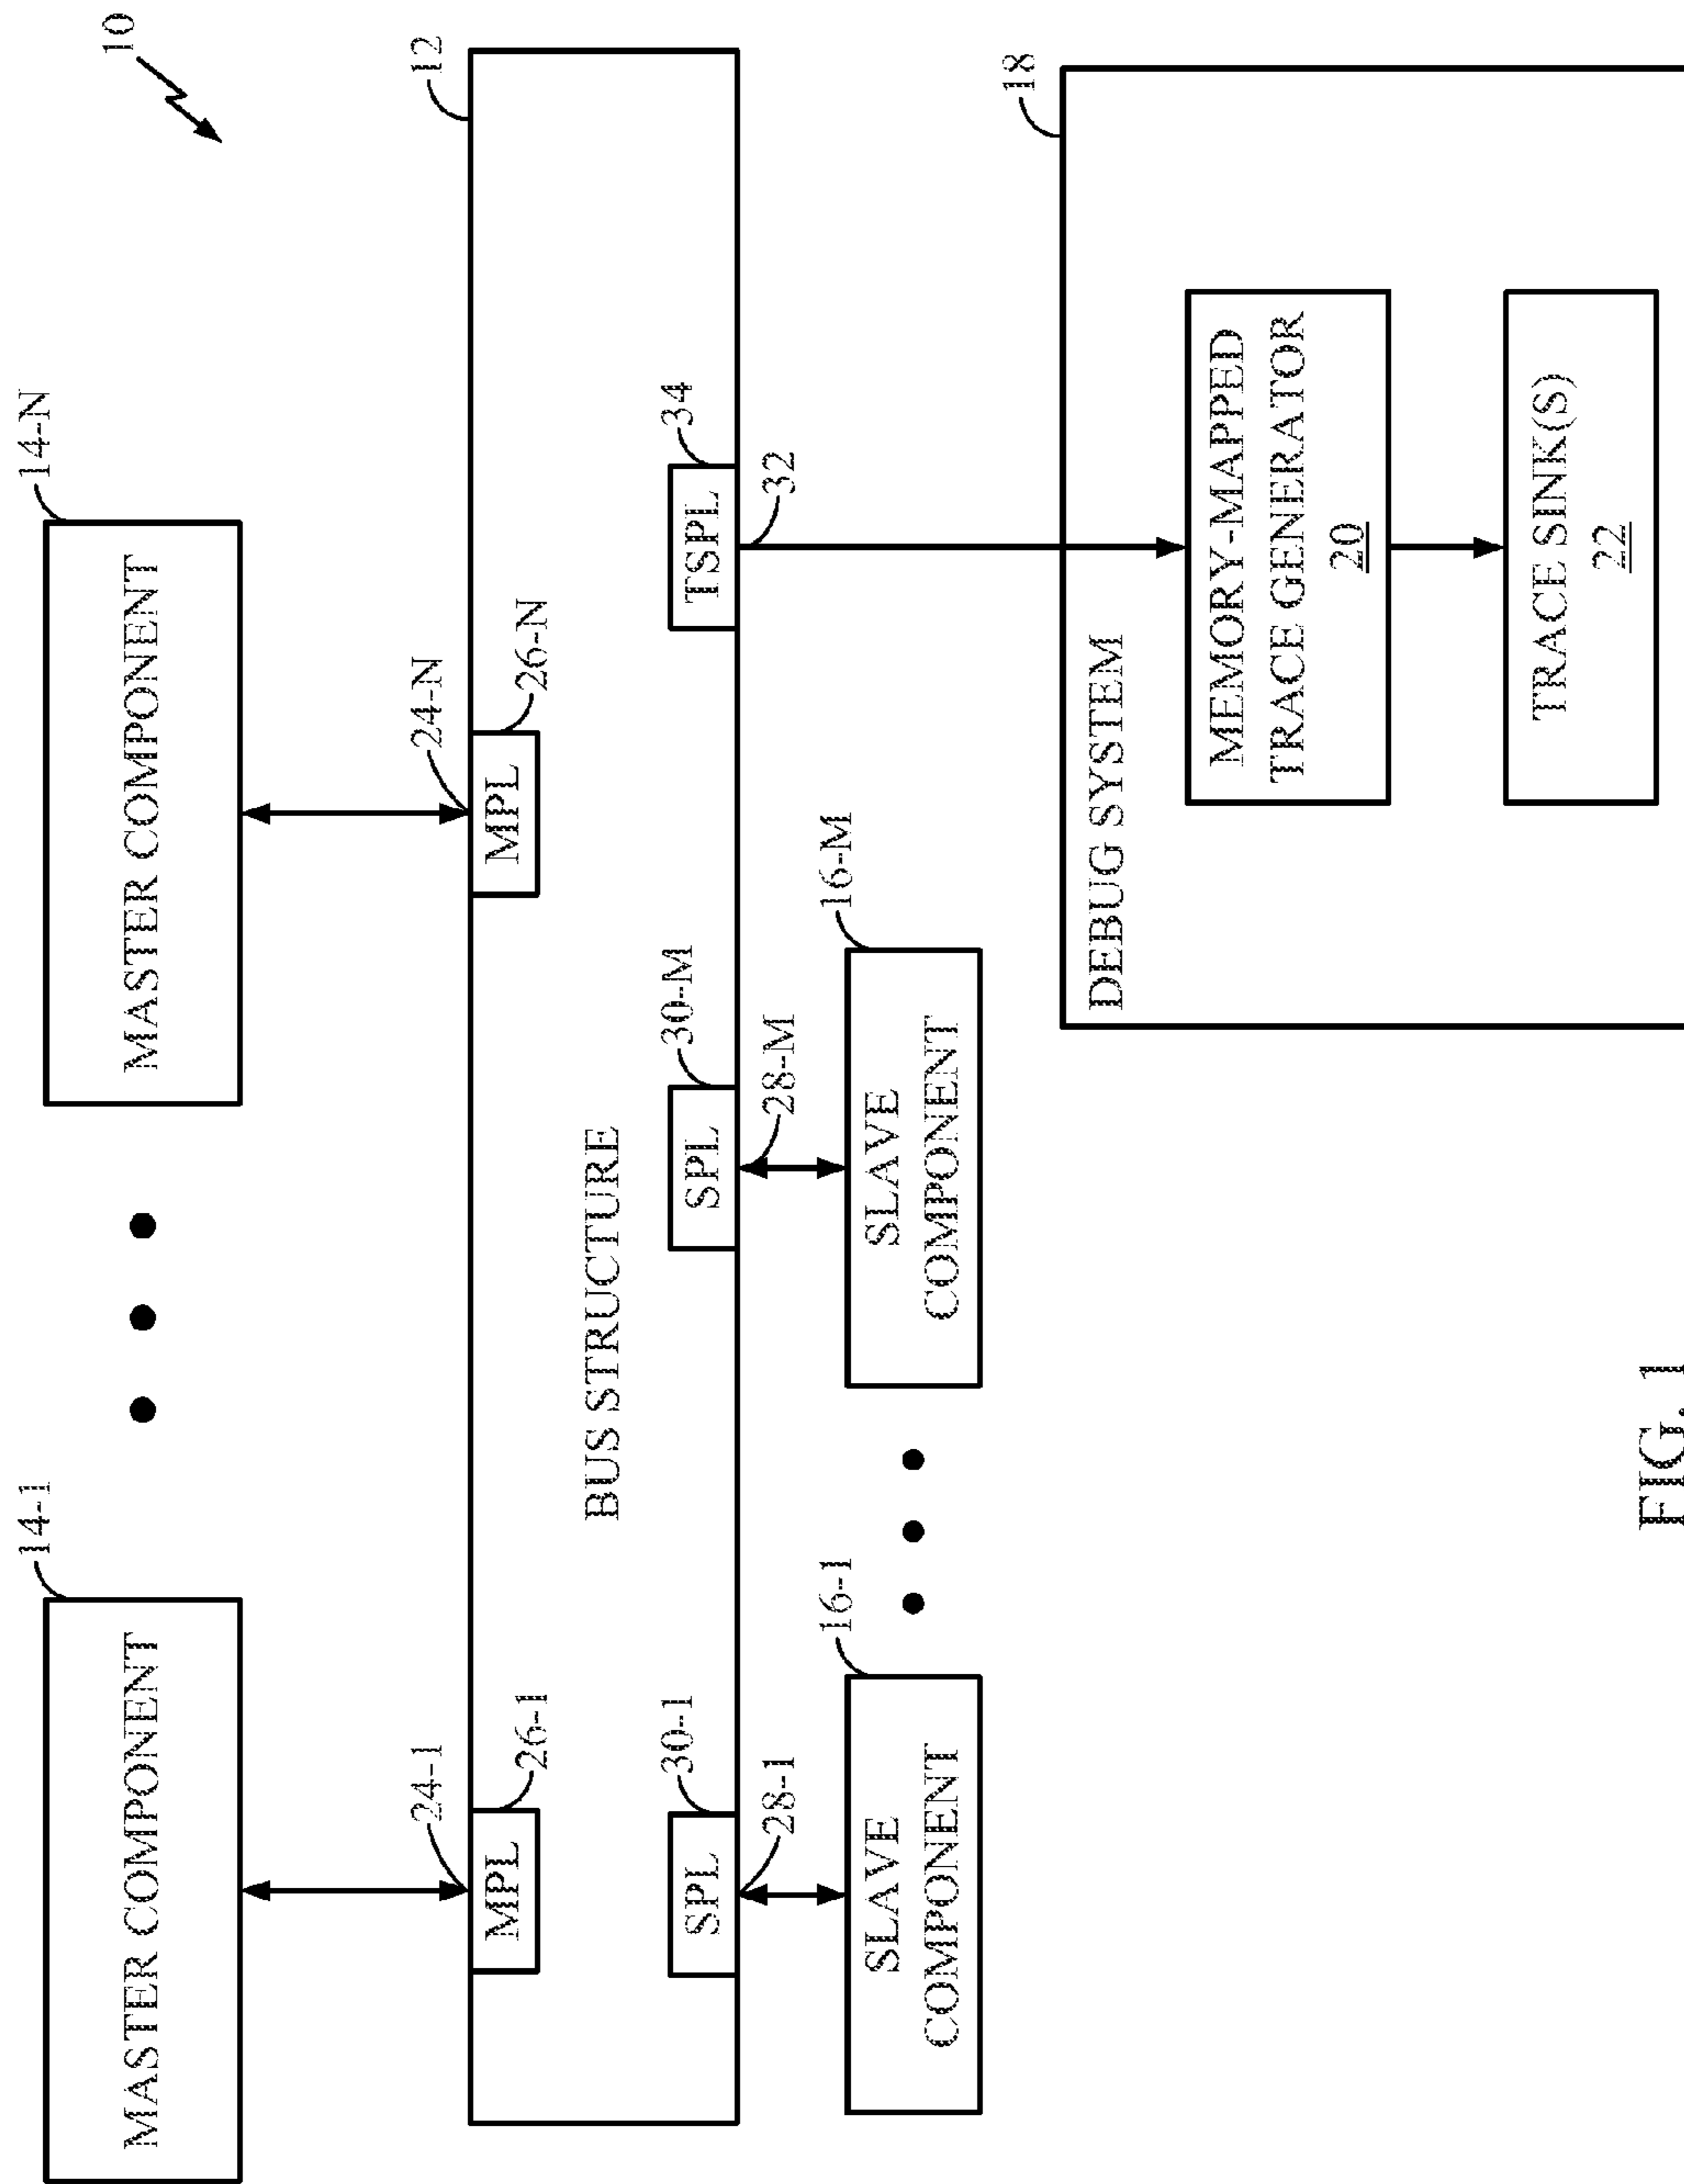 10
14-1
MASTER COMPONENT
14-N
MASTER COMPONENT
24-1
24-N
12
MPL
26-1
MPL
26-N
BUS STRUCTURE
30-1
SPL
30-M
SPL
34
TSPL
28-1
28-M
32
16-1
SLAVE
COMPONENT
16-M
SLAVE
COMPONENT
18
DEBUG SYSTEM
MEMORY-MAPPED
TRACE GENERATOR
20
TRACE SINK(S)
22
FIG. 1